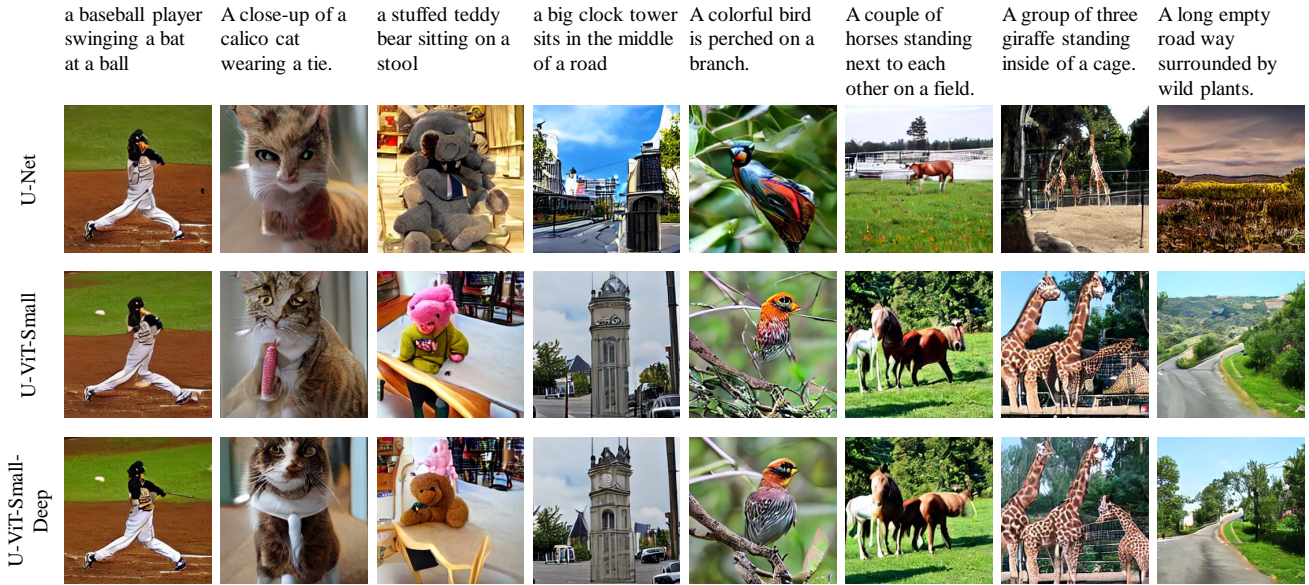 a baseball player
swinging a bat
at a ball
A close-up of a
calico cat
wearing a tie.
a stuffed teddy
bear sitting on a
stool
a big clock tower
sits in the middle
of a road
A colorful bird
is perched on a
branch.
A couple of
horses standing
next to each
other on a field.
A group of three
giraffe standing
inside of a cage.
A long empty
road way
surrounded by
wild plants.
U-Net
U-ViT-Small
U-ViT-Small-
Deep